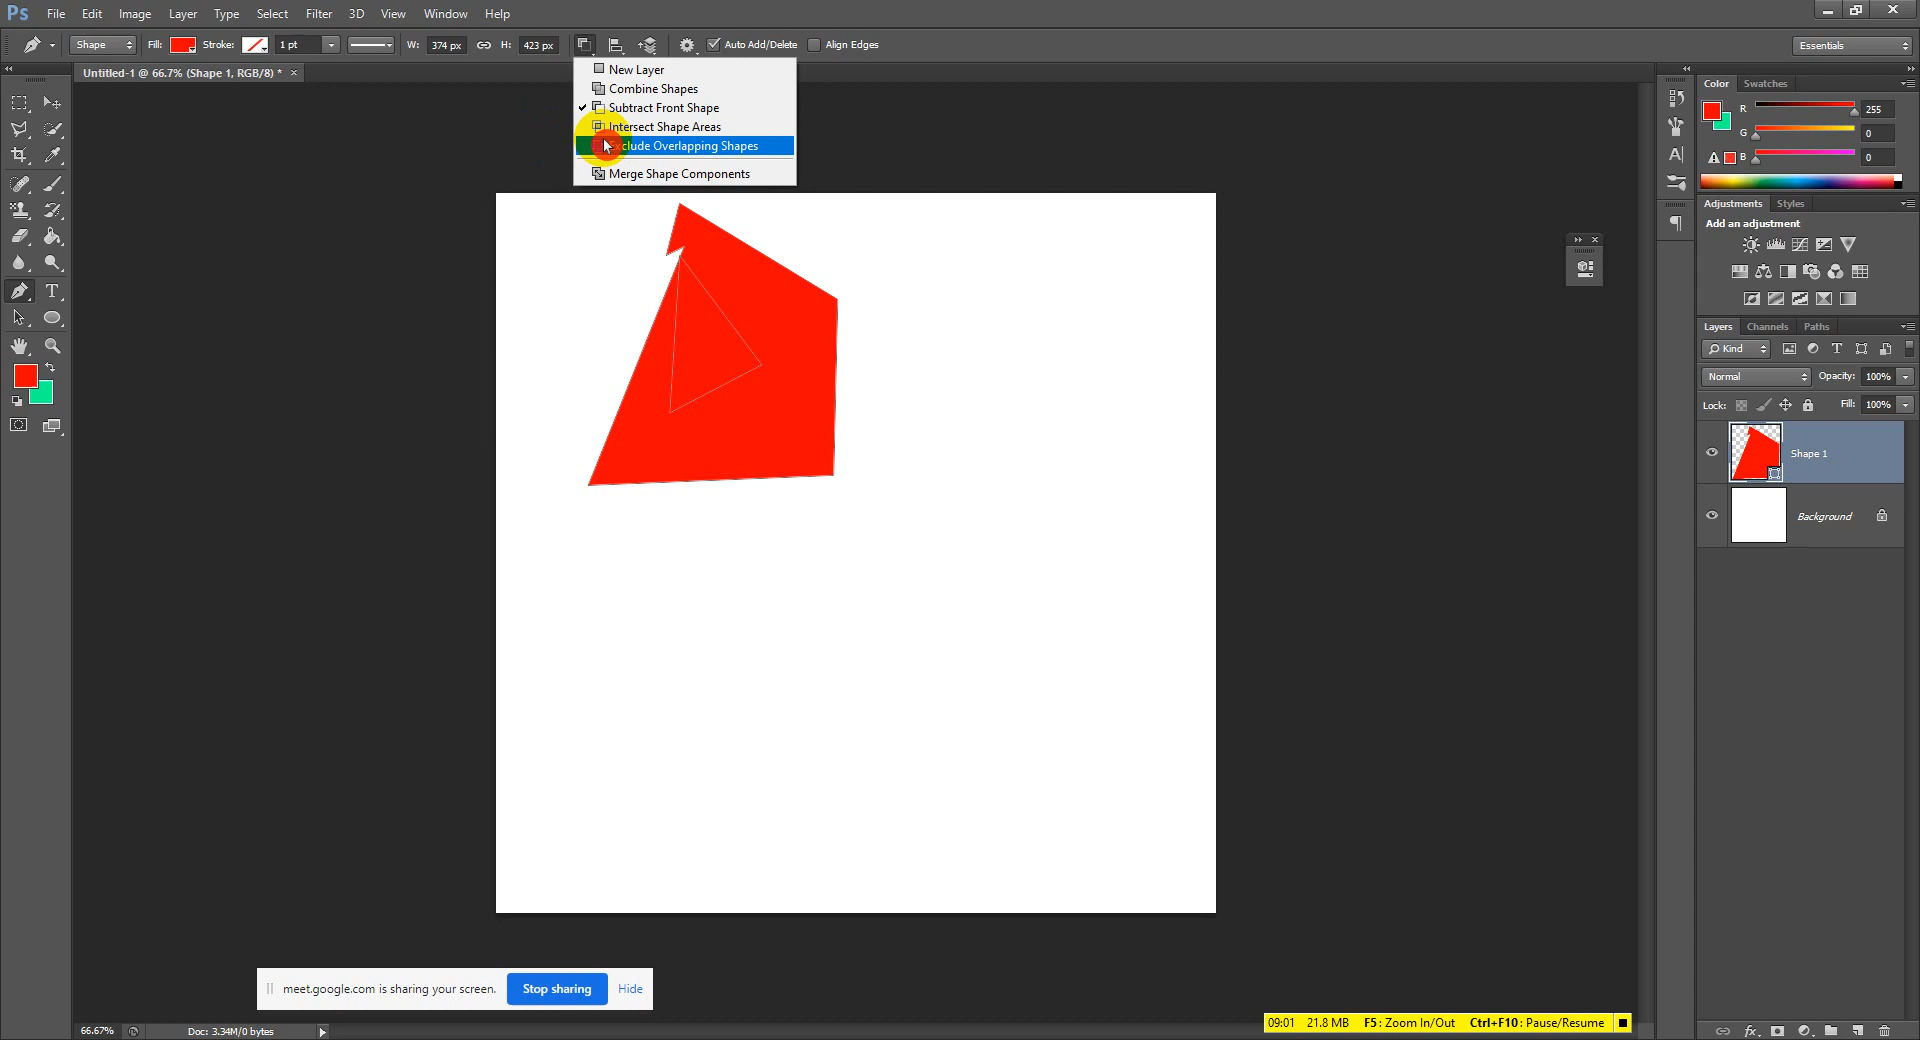 Ps File Edit Image Layer Type Select Filter 3D View Window Help
Shape Fill: Stroke: 1 pt W: 374 px H: 423 px Auto Add/Delete Align Edges Essentials
Untitled-1 @ 66.7% (Shape 1, RGB/8) * ×
New Layer
Combine Shapes
Subtract Front Shape
Intersect Shape Areas
Exclude Overlapping Shapes
Merge Shape Components
Color Swatches
R 255
G 0
B 0
Adjustments Styles
Add an adjustment
Layers Channels Paths
Kind
Normal Opacity: 100%
Lock: Fill: 100%
Shape 1
Background
meet.google.com is sharing your screen. Stop sharing Hide
66.67% Doc: 3.34M/0 bytes
09:01 21.8 MB F5: Zoom In/Out Ctrl+F10: Pause/Resume